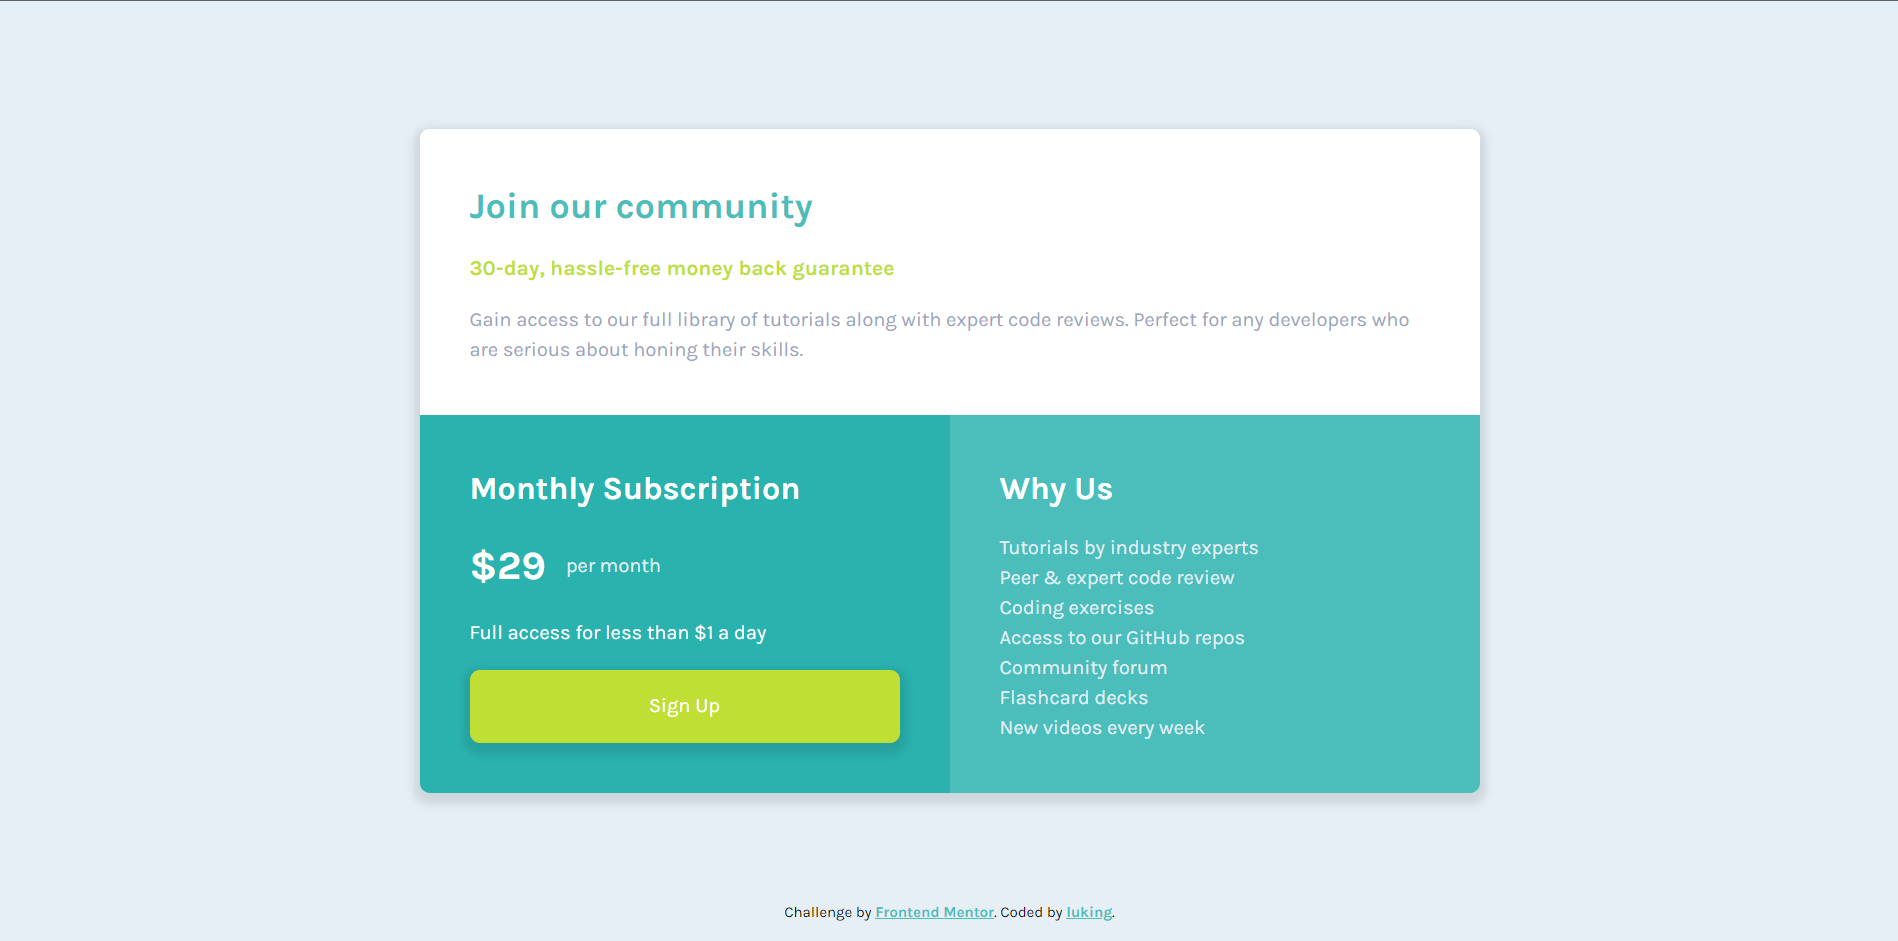 Join our community
30-day, hassle-free money back guarantee
Gain access to our full library of tutorials along with expert code reviews. Perfect for any developers who
are serious about honing their skills.
Monthly Subscription
$29 per month
Full access for less than $1 a day
Sign Up
Why Us
Tutorials by industry experts
Peer & expert code review
Coding exercises
Access to our GitHub repos
Community forum
Flashcard decks
New videos every week
Challenge by Frontend Mentor. Coded by luking.